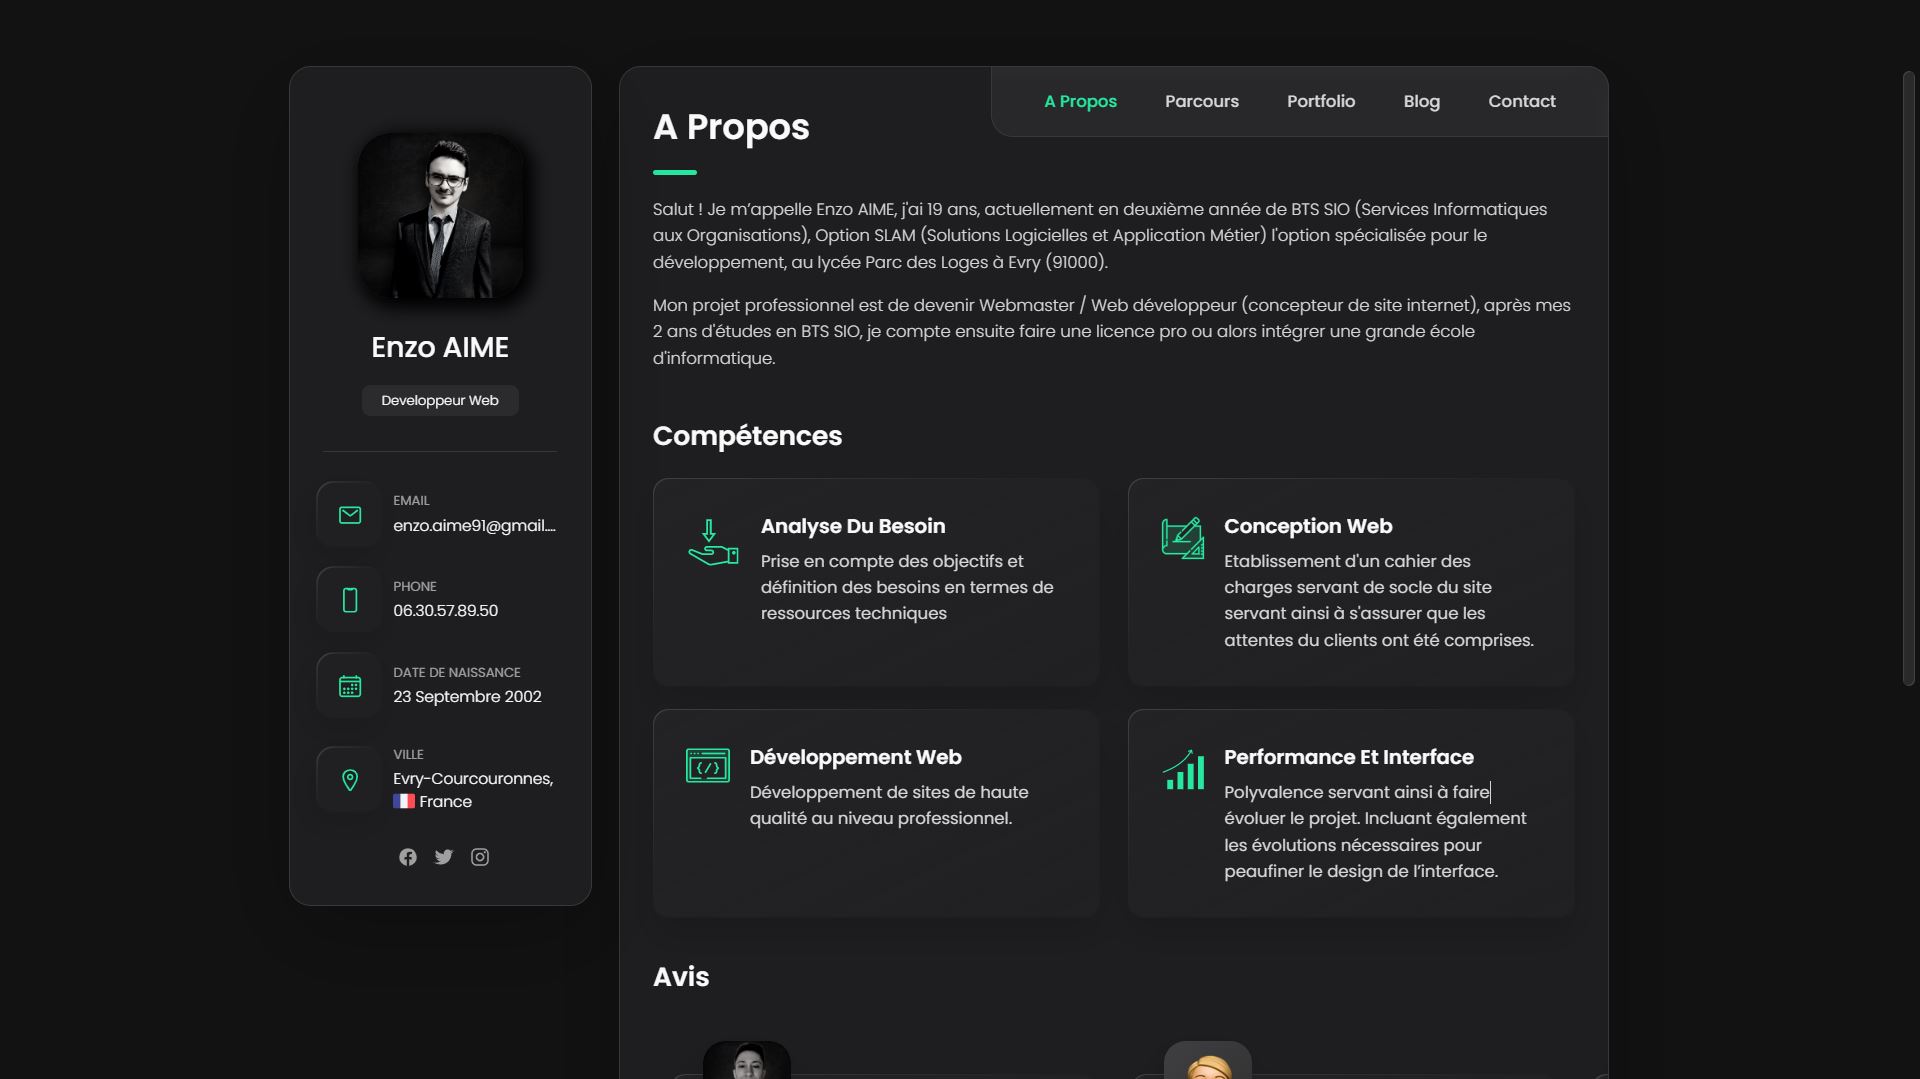 Enzo AIME
Developpeur Web
EMAIL
enzo.aime91@gmail....
PHONE
06.30.57.89.50
DATE DE NAISSANCE
23 Septembre 2002
VILLE
Evry-Courcouronnes,
France
A Propos
Parcours
Portfolio
Blog
Contact
A Propos
Salut ! Je m’appelle Enzo AIME, j'ai 19 ans, actuellement en deuxième année de BTS SIO (Services Informatiques
aux Organisations), Option SLAM (Solutions Logicielles et Application Métier) l'option spécialisée pour le
développement, au lycée Parc des Loges à Evry (91000).
Mon projet professionnel est de devenir Webmaster / Web développeur (concepteur de site internet), après mes
2 ans d'études en BTS SIO, je compte ensuite faire une licence pro ou alors intégrer une grande école
d'informatique.
Compétences
Analyse Du Besoin
Prise en compte des objectifs et
définition des besoins en termes de
ressources techniques
Conception Web
Etablissement d'un cahier des
charges servant de socle du site
servant ainsi à s'assurer que les
attentes du clients ont été comprises.
Développement Web
Développement de sites de haute
qualité au niveau professionnel.
Performance Et Interface
Polyvalence servant ainsi à faire
évoluer le projet. Incluant également
les évolutions nécessaires pour
peaufiner le design de l’interface.
Avis